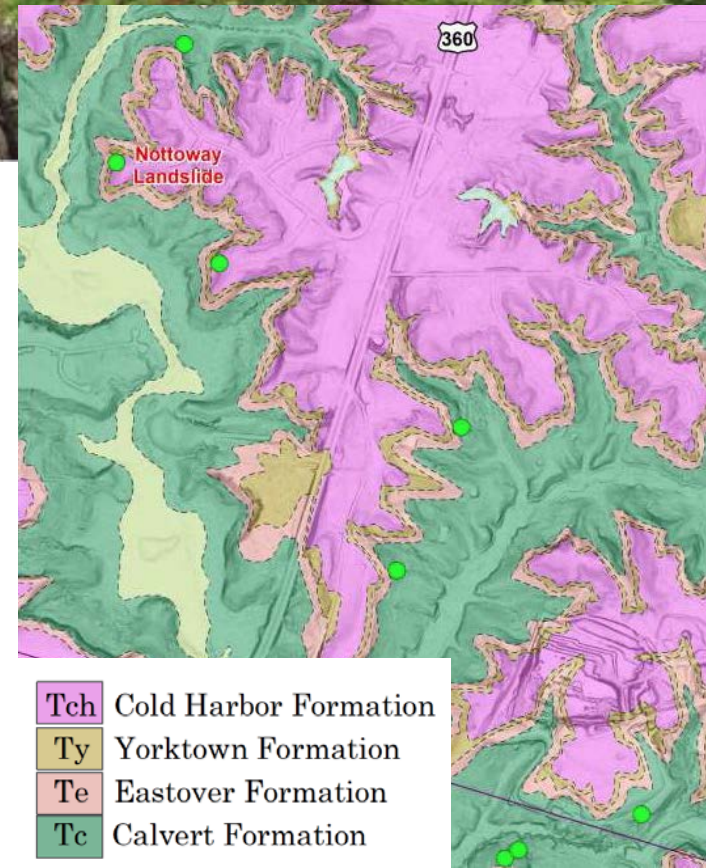 360
Nottoway
Landslide
Tch Cold Harbor Formation
Ty Yorktown Formation
Te Eastover Formation
Tc Calvert Formation